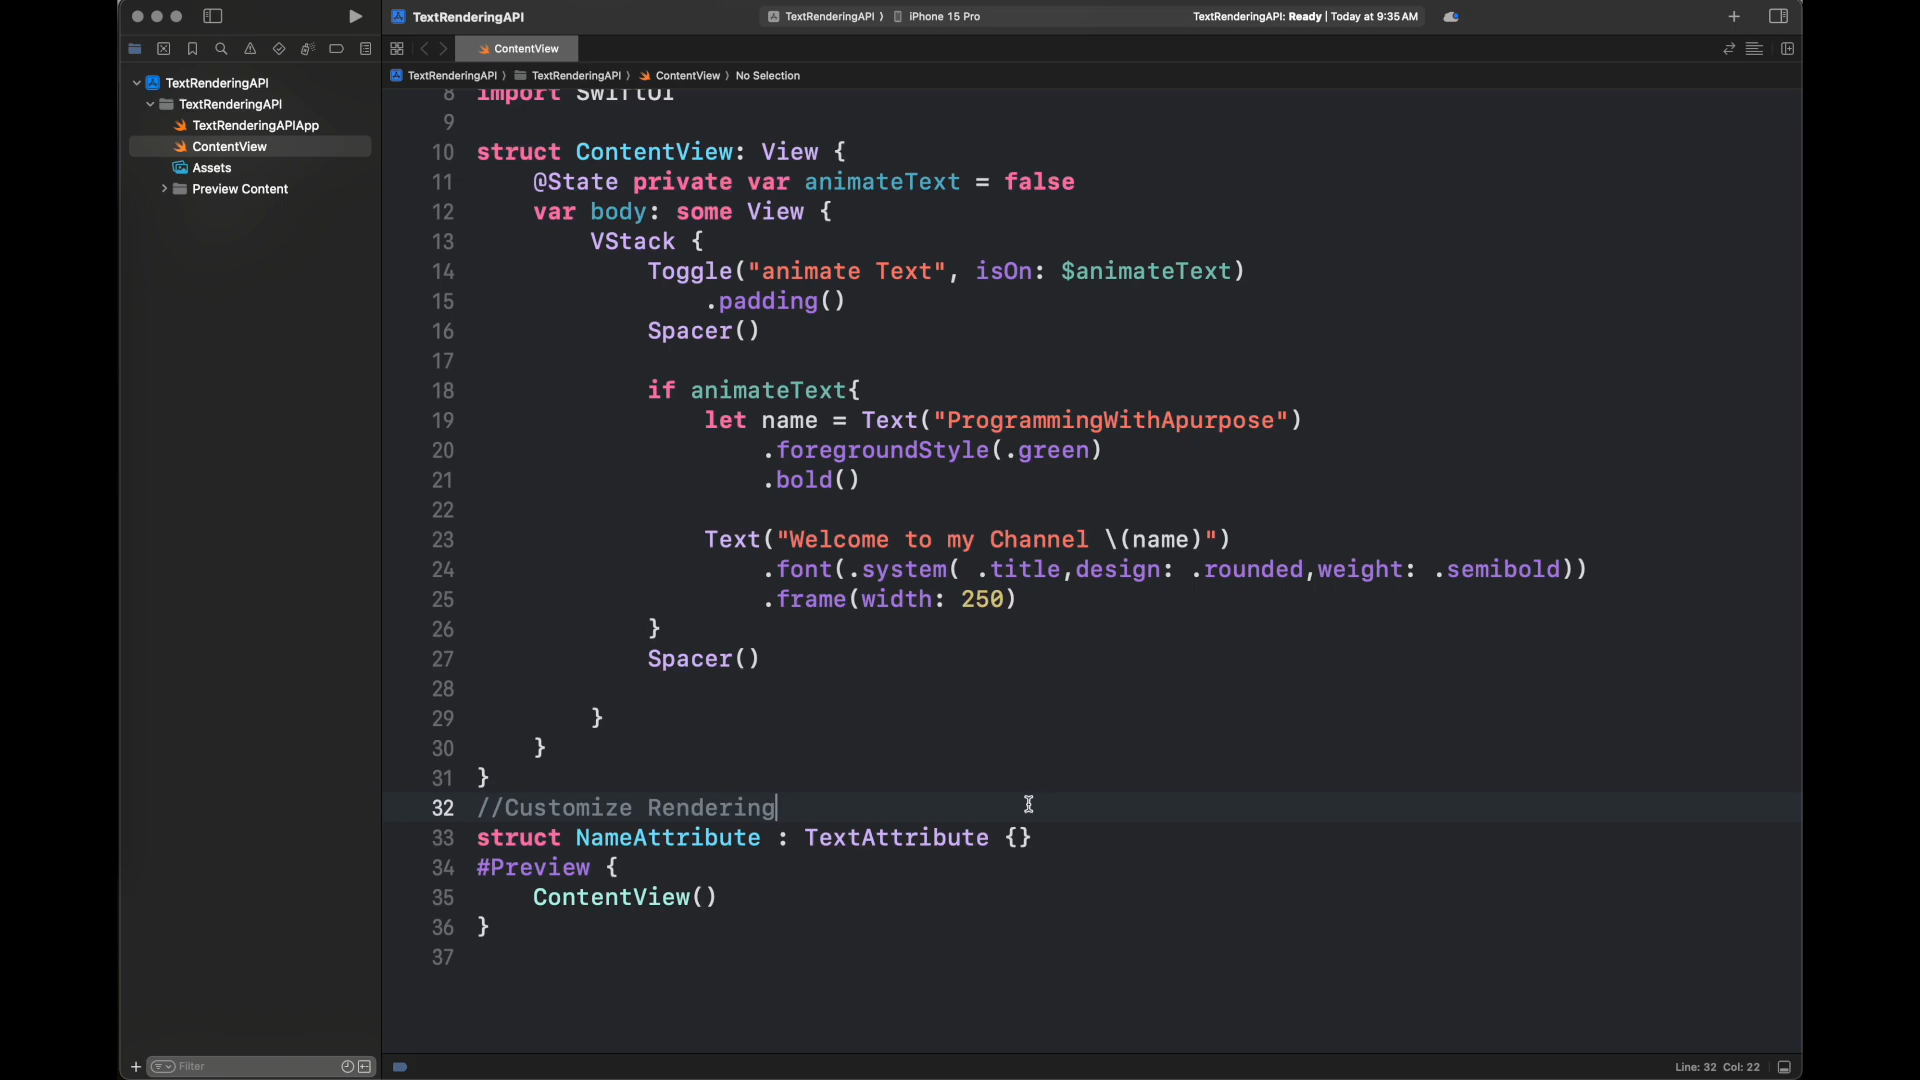 TextRenderingAPI
TextRenderingAPI 〉 iPhone 15 Pro
TextRenderingAPI: Ready | Today at 9:35 AM
ContentView
TextRenderingAPI 〉 TextRenderingAPI 〉 ContentView 〉 No Selection
TextRenderingAPI
TextRenderingAPI
TextRenderingAPIApp
ContentView
Assets
Preview Content
8 import SwiftUI
9
10 struct ContentView: View {
11     @State private var animateText = false
12     var body: some View {
13         VStack {
14             Toggle("animate Text", isOn: $animateText)
15                 .padding()
16             Spacer()
17
18             if animateText{
19                 let name = Text("ProgrammingWithApurpose")
20                     .foregroundStyle(.green)
21                     .bold()
22
23                 Text("Welcome to my Channel \(name)")
24                     .font(.system( .title,design: .rounded,weight: .semibold))
25                     .frame(width: 250)
26             }
27             Spacer()
28
29         }
30     }
31 }
32 //Customize Rendering
33 struct NameAttribute : TextAttribute {}
34 #Preview {
35     ContentView()
36 }
37
Filter
Line: 32 Col: 22